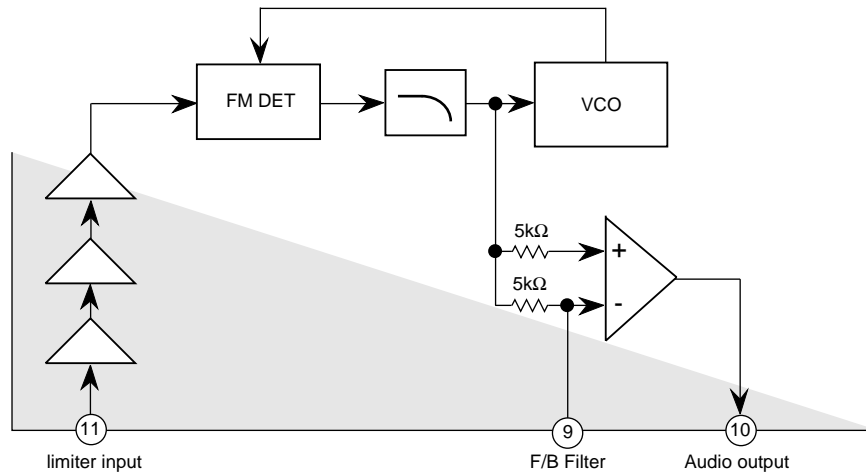 FM DET
VCO
5kΩ
+
5kΩ
-
11
9
10
limiter input
F/B Filter
Audio output